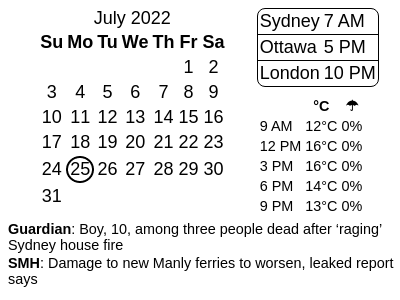 July 2022
Su Mo Tu We Th Fr Sa
1 2
3 4 5 6 7 8 9
10 11 12 13 14 15 16
17 18 19 20 21 22 23
24 25 26 27 28 29 30
31
Sydney 7 AM
Ottawa 5 PM
London 10 PM
°C ☂
9 AM 12°C 0%
12 PM 16°C 0%
3 PM 16°C 0%
6 PM 14°C 0%
9 PM 13°C 0%
Guardian: Boy, 10, among three people dead after ‘raging’
Sydney house fire
SMH: Damage to new Manly ferries to worsen, leaked report
says